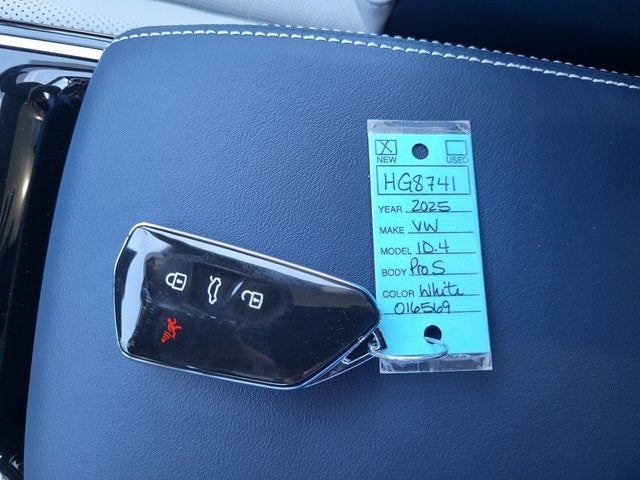 X
NEW USED
HG8741
YEAR 2025
MAKE VW
MODEL ID.4
BODY Pro S
COLOR White
016569